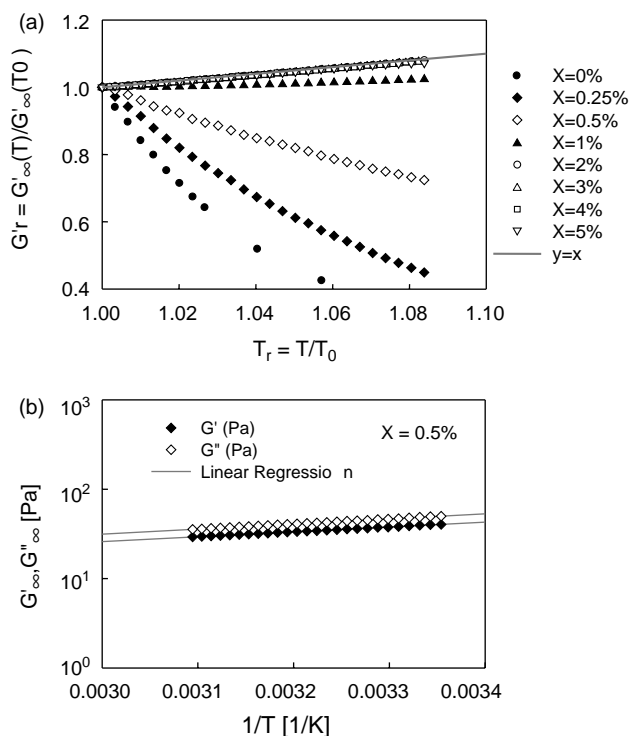 (a)
1.2
1.0
0.8
0.6
0.4
G'r = G'∞(T)/G'∞(T0)
1.00
1.02
1.04
1.06
1.08
1.10
Tr = T/T0
X=0%
X=0.25%
X=0.5%
X=1%
X=2%
X=3%
X=4%
X=5%
y=x
(b)
10³
10²
10¹
10⁰
G'∞,G"∞ [Pa]
G' (Pa)
G" (Pa)
Linear Regressio n
X = 0.5%
0.0030
0.0031
0.0032
0.0033
0.0034
1/T [1/K]